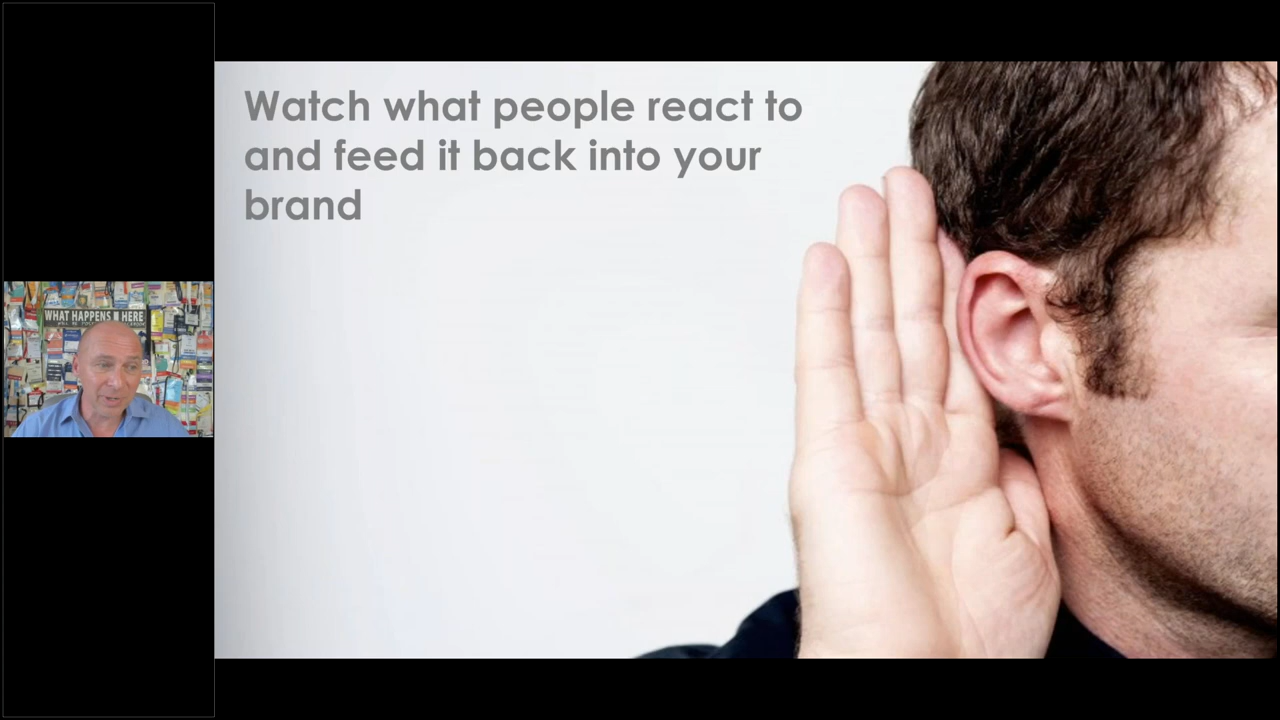 Watch what people react to
and feed it back into your
brand
WHAT HAPPENS HERE